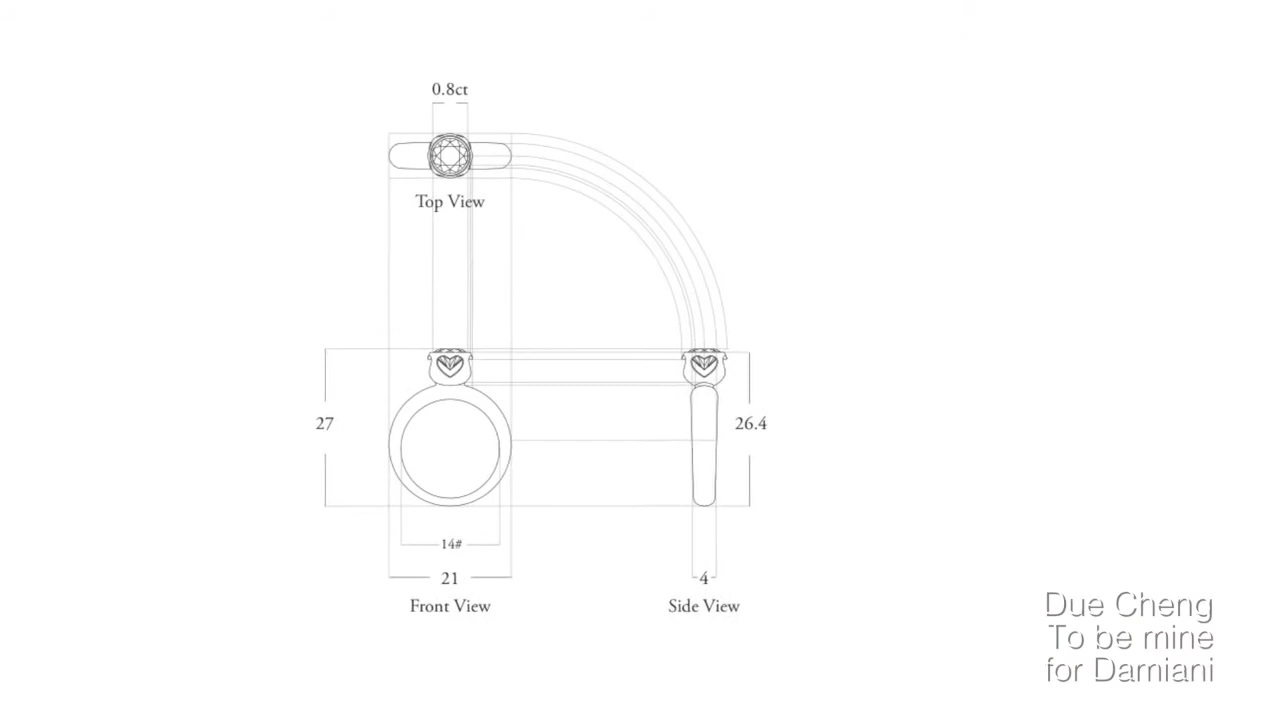 0.8ct
Top View
27
26.4
14#
21
4
Front View
Side View
Due Cheng
To be mine
for Damiani